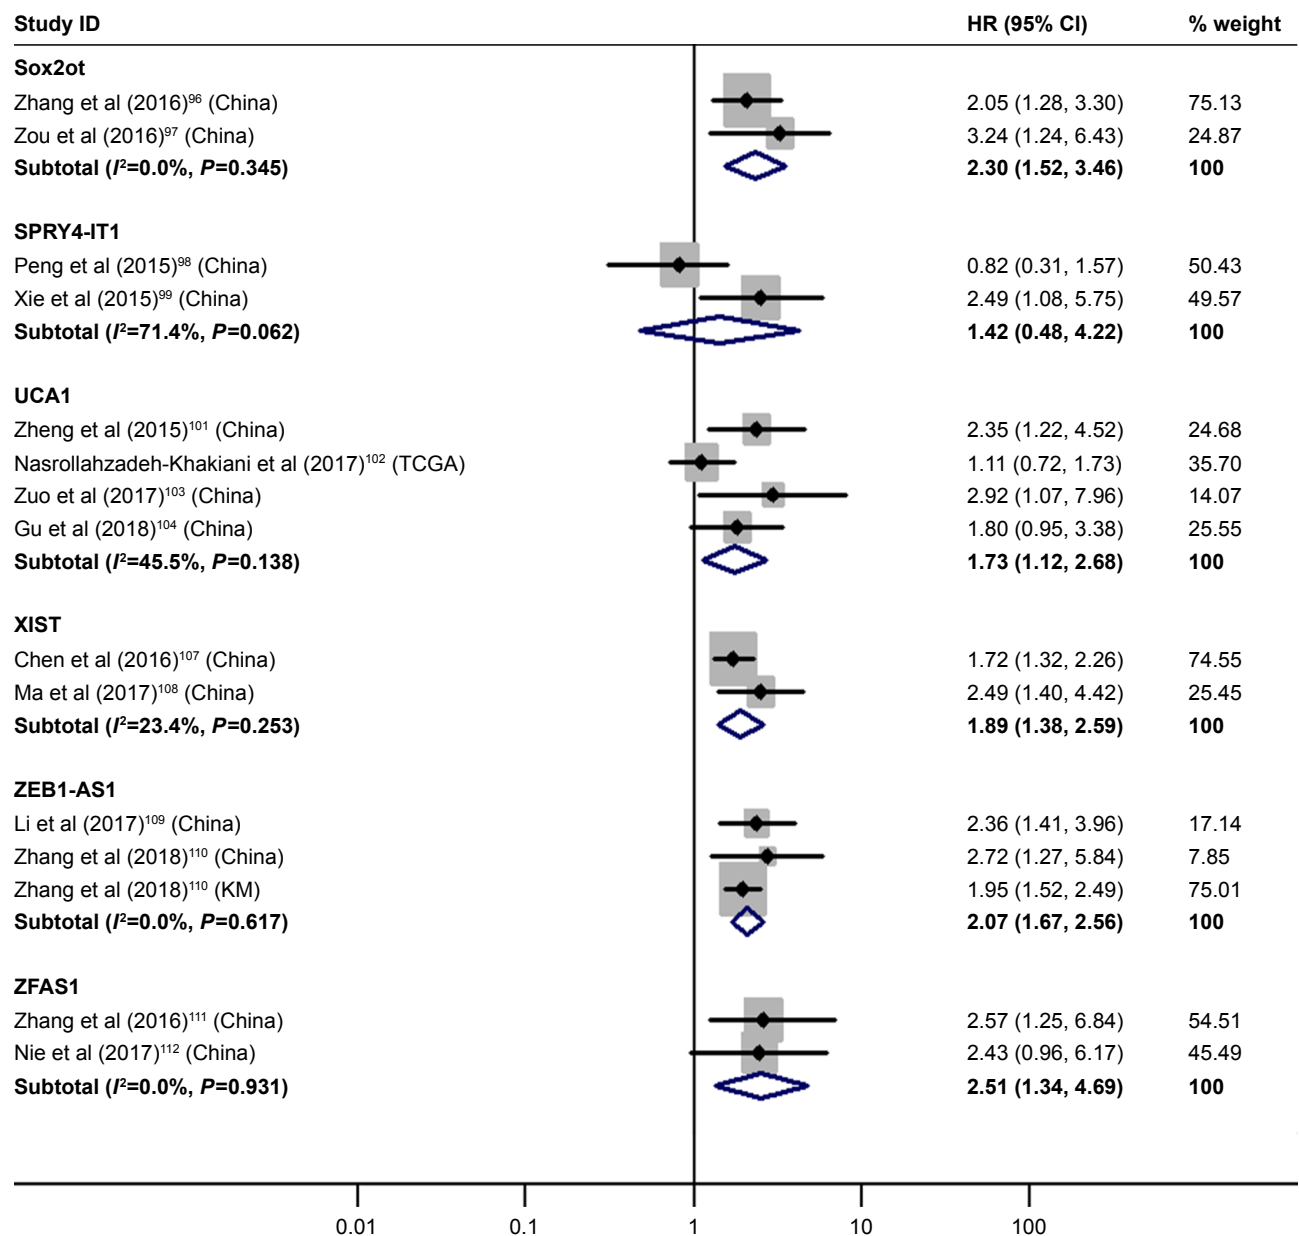 Study ID HR (95% CI) % weight
Sox2ot
Zhang et al (2016)⁹⁶ (China) 2.05 (1.28, 3.30) 75.13
Zou et al (2016)⁹⁷ (China) 3.24 (1.24, 6.43) 24.87
Subtotal (I²=0.0%, P=0.345) 2.30 (1.52, 3.46) 100
SPRY4-IT1
Peng et al (2015)⁹⁸ (China) 0.82 (0.31, 1.57) 50.43
Xie et al (2015)⁹⁹ (China) 2.49 (1.08, 5.75) 49.57
Subtotal (I²=71.4%, P=0.062) 1.42 (0.48, 4.22) 100
UCA1
Zheng et al (2015)¹⁰¹ (China) 2.35 (1.22, 4.52) 24.68
Nasrollahzadeh-Khakiani et al (2017)¹⁰² (TCGA) 1.11 (0.72, 1.73) 35.70
Zuo et al (2017)¹⁰³ (China) 2.92 (1.07, 7.96) 14.07
Gu et al (2018)¹⁰⁴ (China) 1.80 (0.95, 3.38) 25.55
Subtotal (I²=45.5%, P=0.138) 1.73 (1.12, 2.68) 100
XIST
Chen et al (2016)¹⁰⁷ (China) 1.72 (1.32, 2.26) 74.55
Ma et al (2017)¹⁰⁸ (China) 2.49 (1.40, 4.42) 25.45
Subtotal (I²=23.4%, P=0.253) 1.89 (1.38, 2.59) 100
ZEB1-AS1
Li et al (2017)¹⁰⁹ (China) 2.36 (1.41, 3.96) 17.14
Zhang et al (2018)¹¹⁰ (China) 2.72 (1.27, 5.84) 7.85
Zhang et al (2018)¹¹⁰ (KM) 1.95 (1.52, 2.49) 75.01
Subtotal (I²=0.0%, P=0.617) 2.07 (1.67, 2.56) 100
ZFAS1
Zhang et al (2016)¹¹¹ (China) 2.57 (1.25, 6.84) 54.51
Nie et al (2017)¹¹² (China) 2.43 (0.96, 6.17) 45.49
Subtotal (I²=0.0%, P=0.931) 2.51 (1.34, 4.69) 100
0.01 0.1 1 10 100